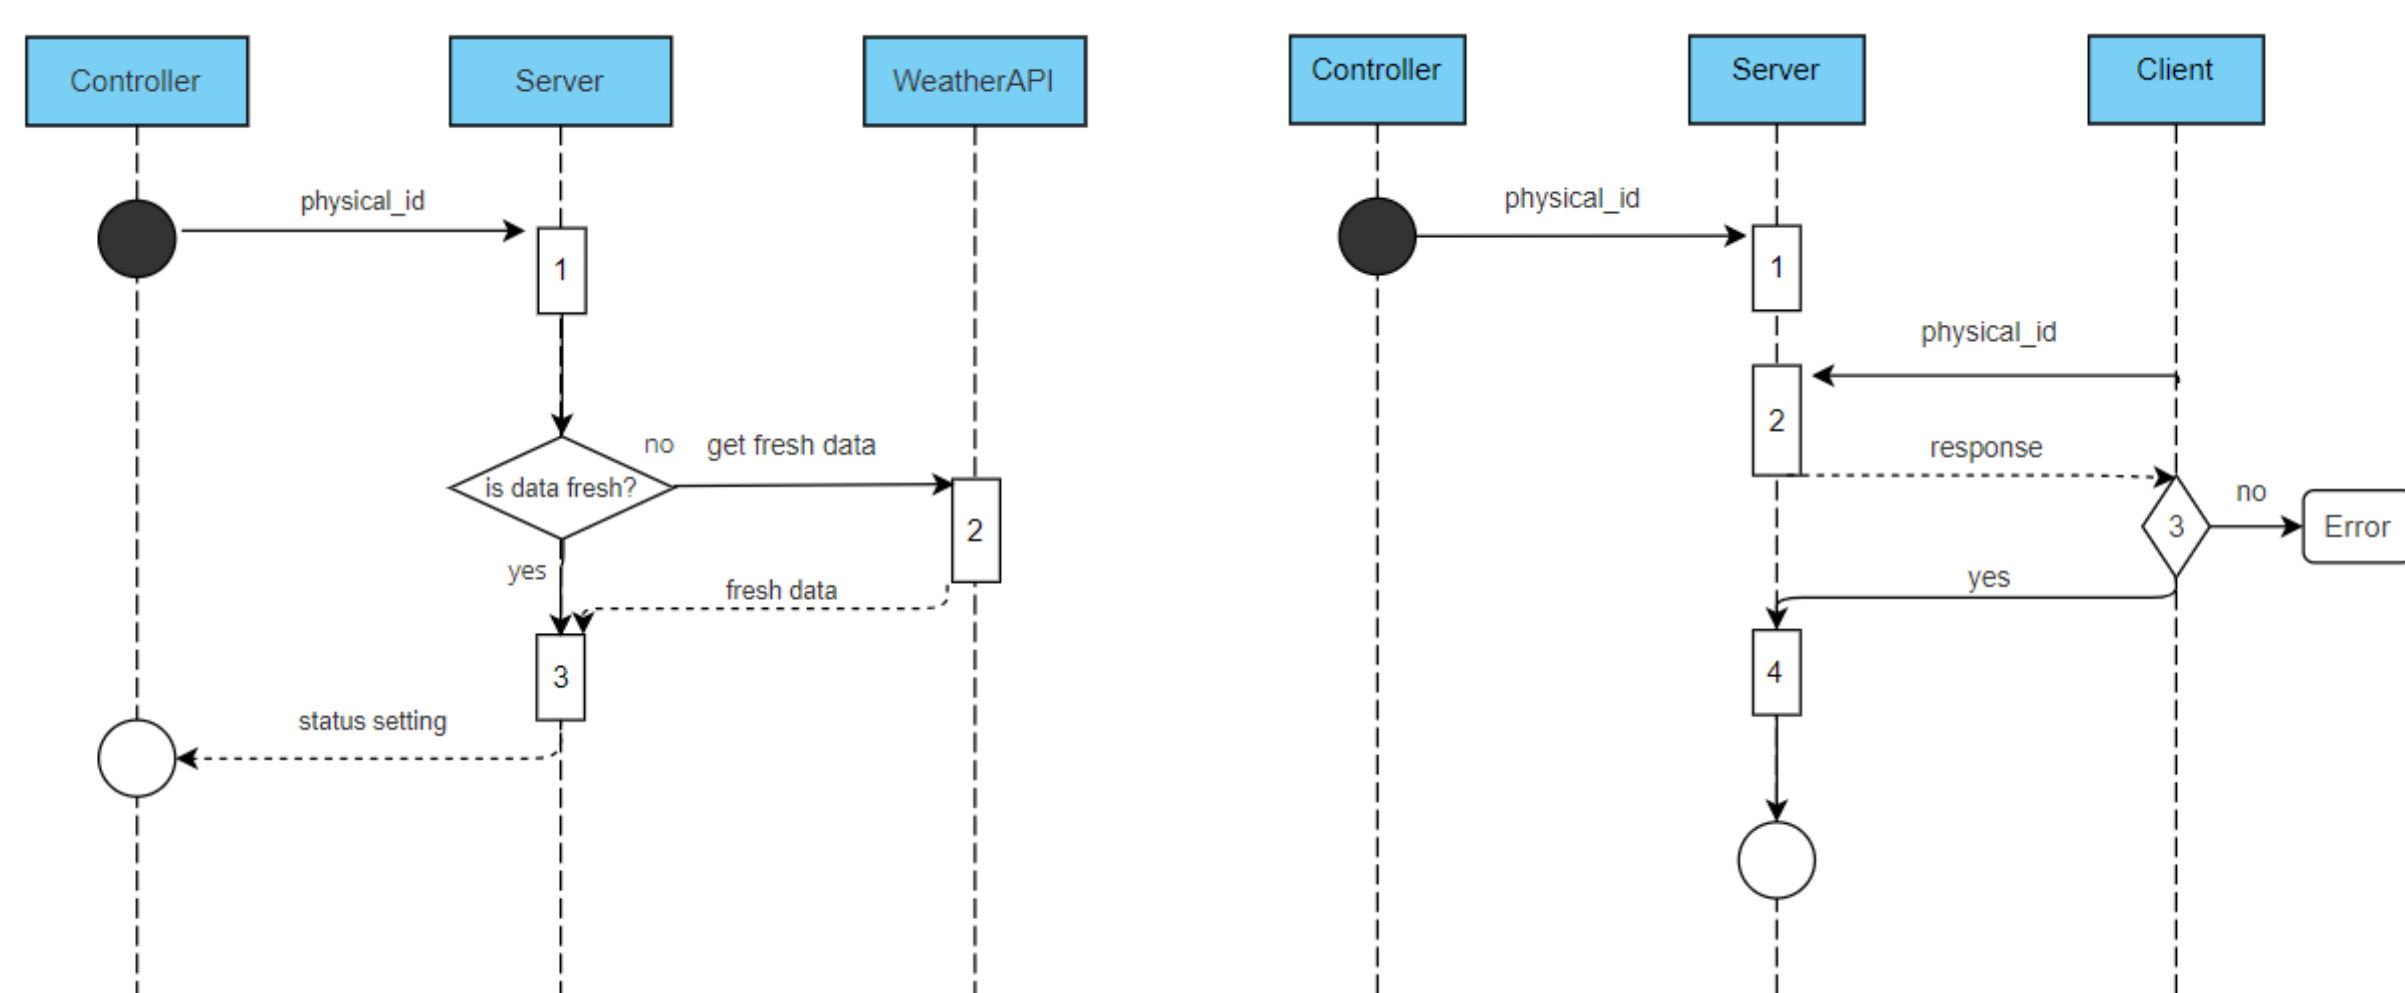 Controller
Server
WeatherAPI
physical_id
1
is data fresh?
no
get fresh data
2
yes
fresh data
3
status setting
Controller
Server
Client
physical_id
1
physical_id
2
response
3
no
Error
yes
4